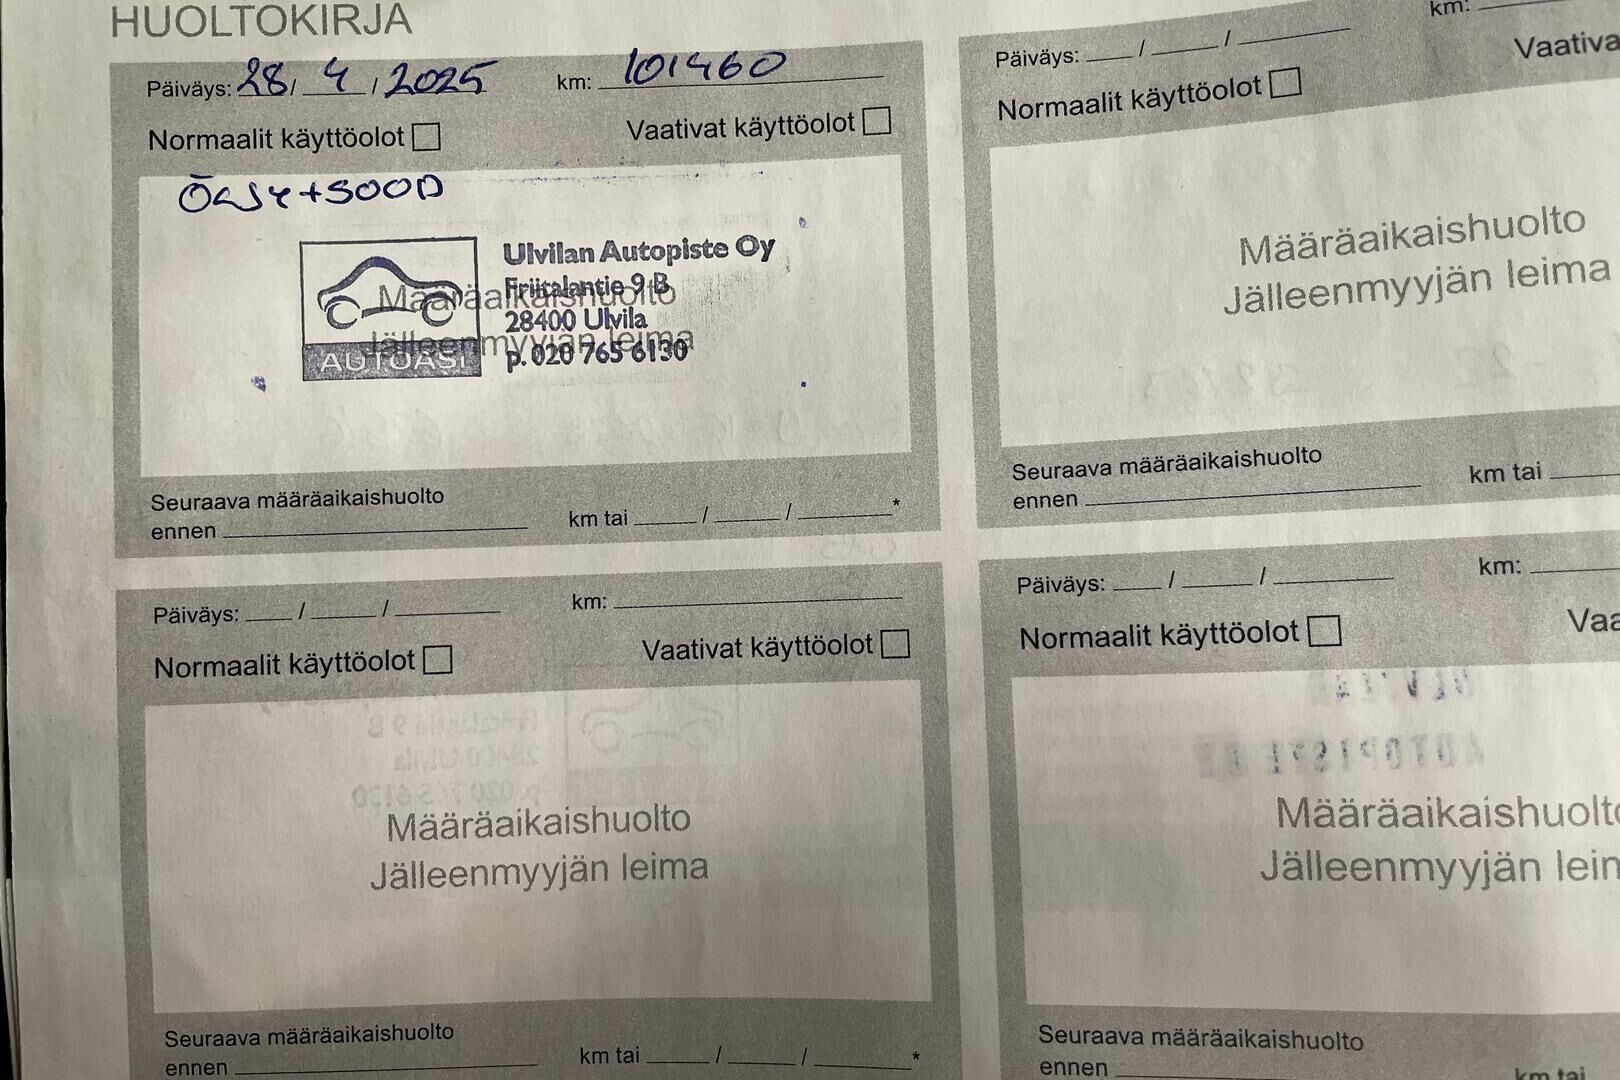 HUOLTOKIRJA
Päiväys: 28 / 4 / 2025 km: 101460
Normaalit käyttöolot Vaativat käyttöolot
+SOOD
Ulvilan Autopiste Oy
Friitalantie 9 B
28400 Ulvila
p. 020 765 6130
AUTOASI
Määräaikaishuolto
Jälleenmyyjän leima
Seuraava määräaikaishuolto
ennen km tai / / *
km:
Päiväys: / / Vaativa
Normaalit käyttöolot
Määräaikaishuolto
Jälleenmyyjän leima
Seuraava määräaikaishuolto
ennen km tai
Päiväys: / / km:
Normaalit käyttöolot Vaativat käyttöolot
Määräaikaishuolto
Jälleenmyyjän leima
Seuraava määräaikaishuolto
ennen km tai / / *
Päiväys: / / km:
Normaalit käyttöolot Vaa
Määräaikaishuolto
Jälleenmyyjän leim
Seuraava määräaikaishuolto
ennen km tai